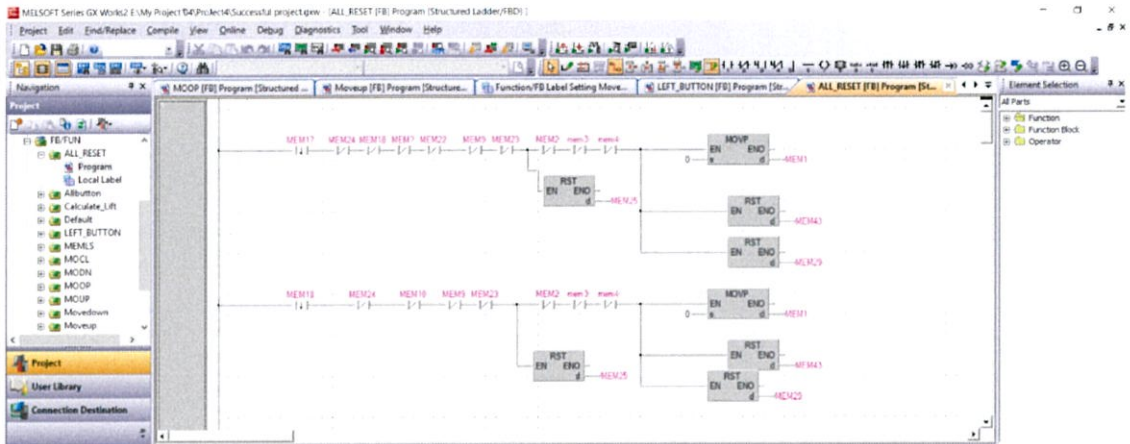 MELSOFT Series GX Works2 E:\My Project\04\Project4\Successful project.gxw - [ALL_RESET [FB] Program (Structured Ladder/FBD) ]
Project Edit Find/Replace Compile View Online Debug Diagnostics Tool Window Help
Navigation
MOOP [FB] Program [Structured ...
Moveup [FB] Program [Structure...
Function/FB Label Setting Move...
LEFT_BUTTON [FB] Program [Str...
ALL_RESET [FB] Program [St...
Element Selection
Project
All Parts
FB/FUN
ALL_RESET
Program
Local Label
Allbutton
Calculate_Lift
Default
LEFT_BUTTON
MEMLS
MOCL
MODN
MOOP
MOUP
Movedown
Moveup
Project
User Library
Connection Destination
Function
Function Block
Operator
MEM17 MEM24 MEM18 MEM7 MEM22 MEM9 MEM23 MEM2 mem3 mem4
MOVP
EN ENO
0 s d MEM1
RST
EN ENO
d MEM25
RST
EN ENO
d MEM43
RST
EN ENO
d MEM29
MEM24 MEM9 MEM23 MEM2 mem3 mem4
MOVP
EN ENO
0 s d MEM1
RST
EN ENO
d MEM25
RST
EN ENO
d MEM43
RST
EN ENO
d